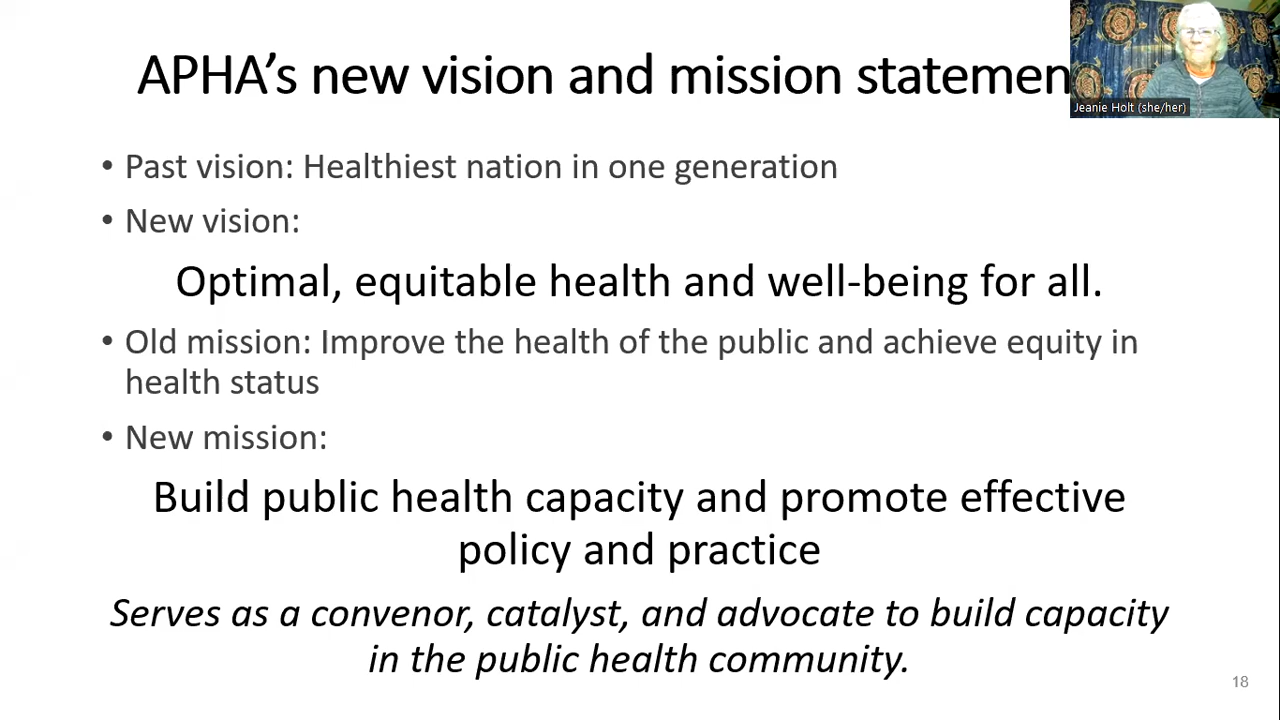 APHA's new vision and mission statemen
Jeanie Holt (she/her)
• Past vision: Healthiest nation in one generation
• New vision:
Optimal, equitable health and well-being for all.
• Old mission: Improve the health of the public and achieve equity in
health status
• New mission:
Build public health capacity and promote effective
policy and practice
Serves as a convenor, catalyst, and advocate to build capacity
in the public health community.
18